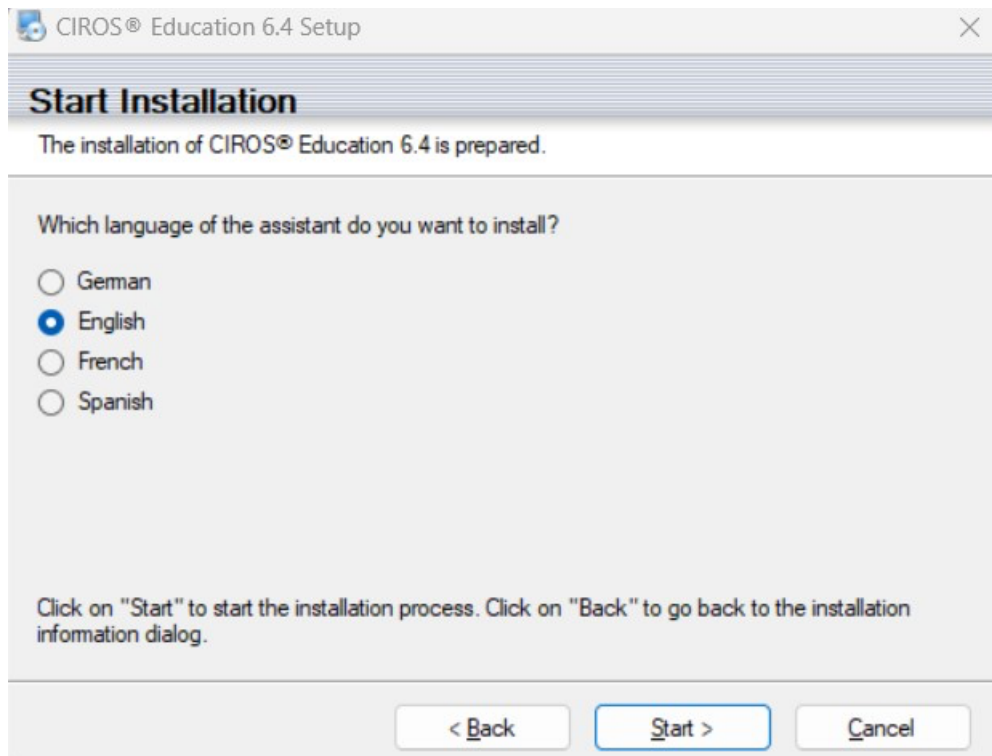 CIROS® Education 6.4 Setup
Start Installation
The installation of CIROS® Education 6.4 is prepared.
Which language of the assistant do you want to install?
German
English
French
Spanish
Click on "Start" to start the installation process. Click on "Back" to go back to the installation
information dialog.
< Back
Start >
Cancel